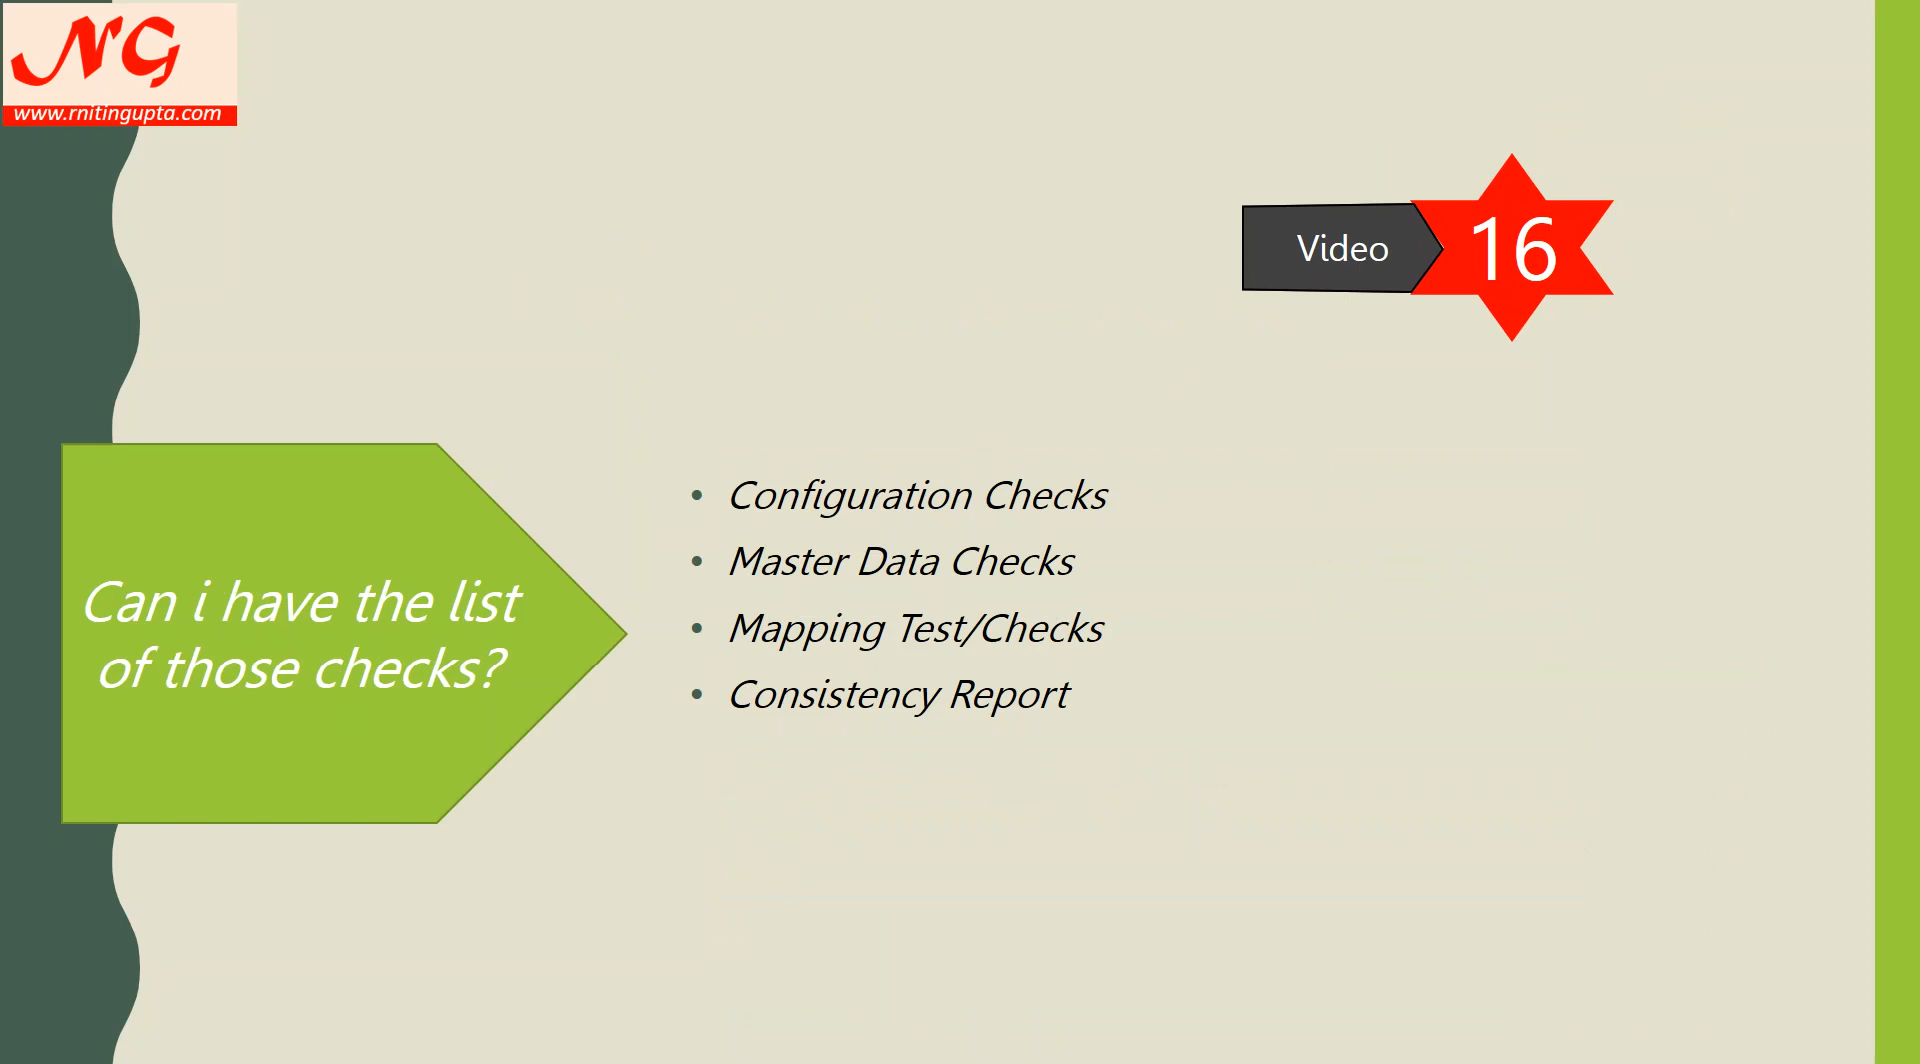 NG
www.rnitingupta.com
Video
16
Can i have the list
of those checks?
• Configuration Checks
• Master Data Checks
• Mapping Test/Checks
• Consistency Report